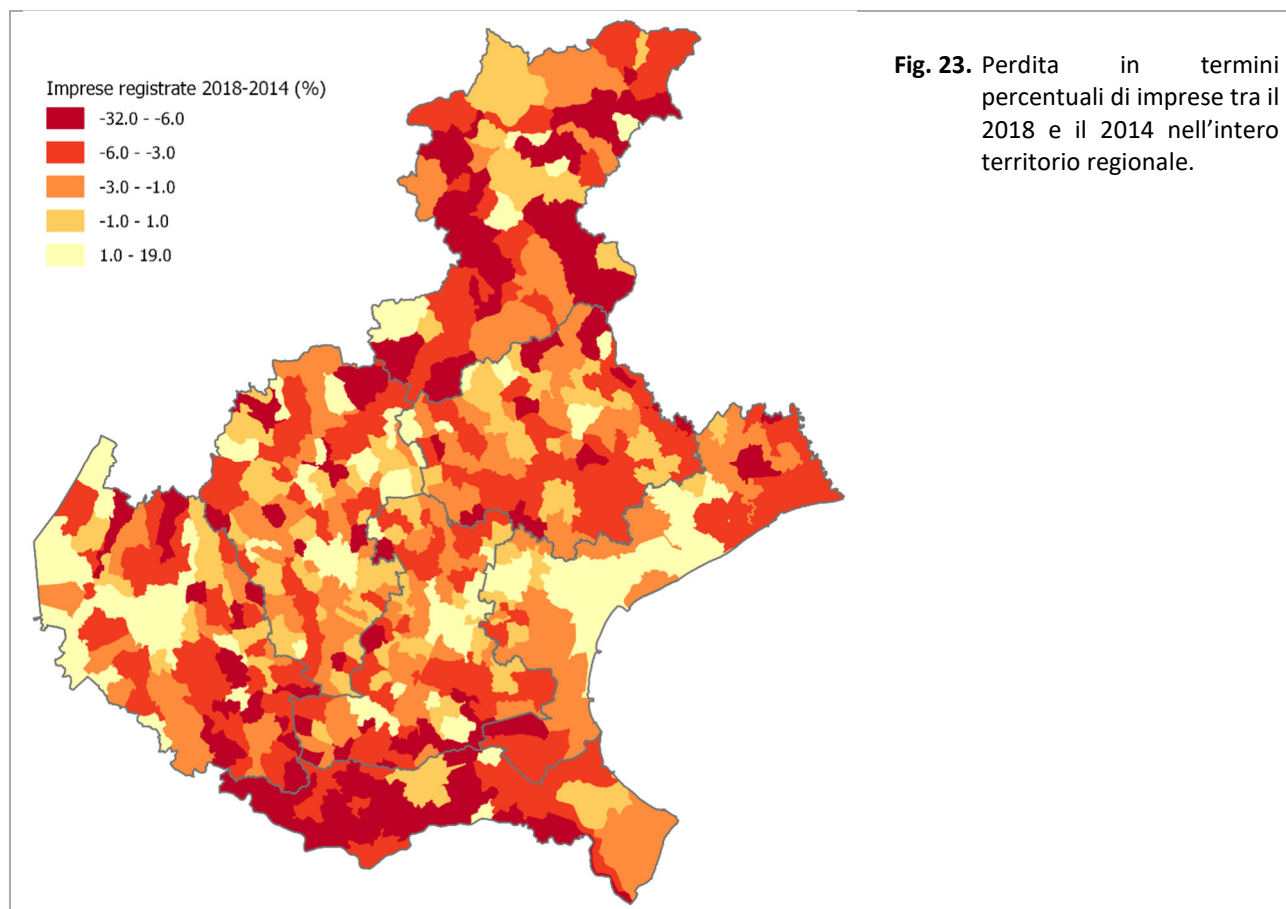 Imprese registrate 2018-2014 (%)
-32.0 - -6.0
-6.0 - -3.0
-3.0 - -1.0
-1.0 - 1.0
1.0 - 19.0
Fig. 23. Perdita in termini
percentuali di imprese tra il
2018 e il 2014 nell’intero
territorio regionale.